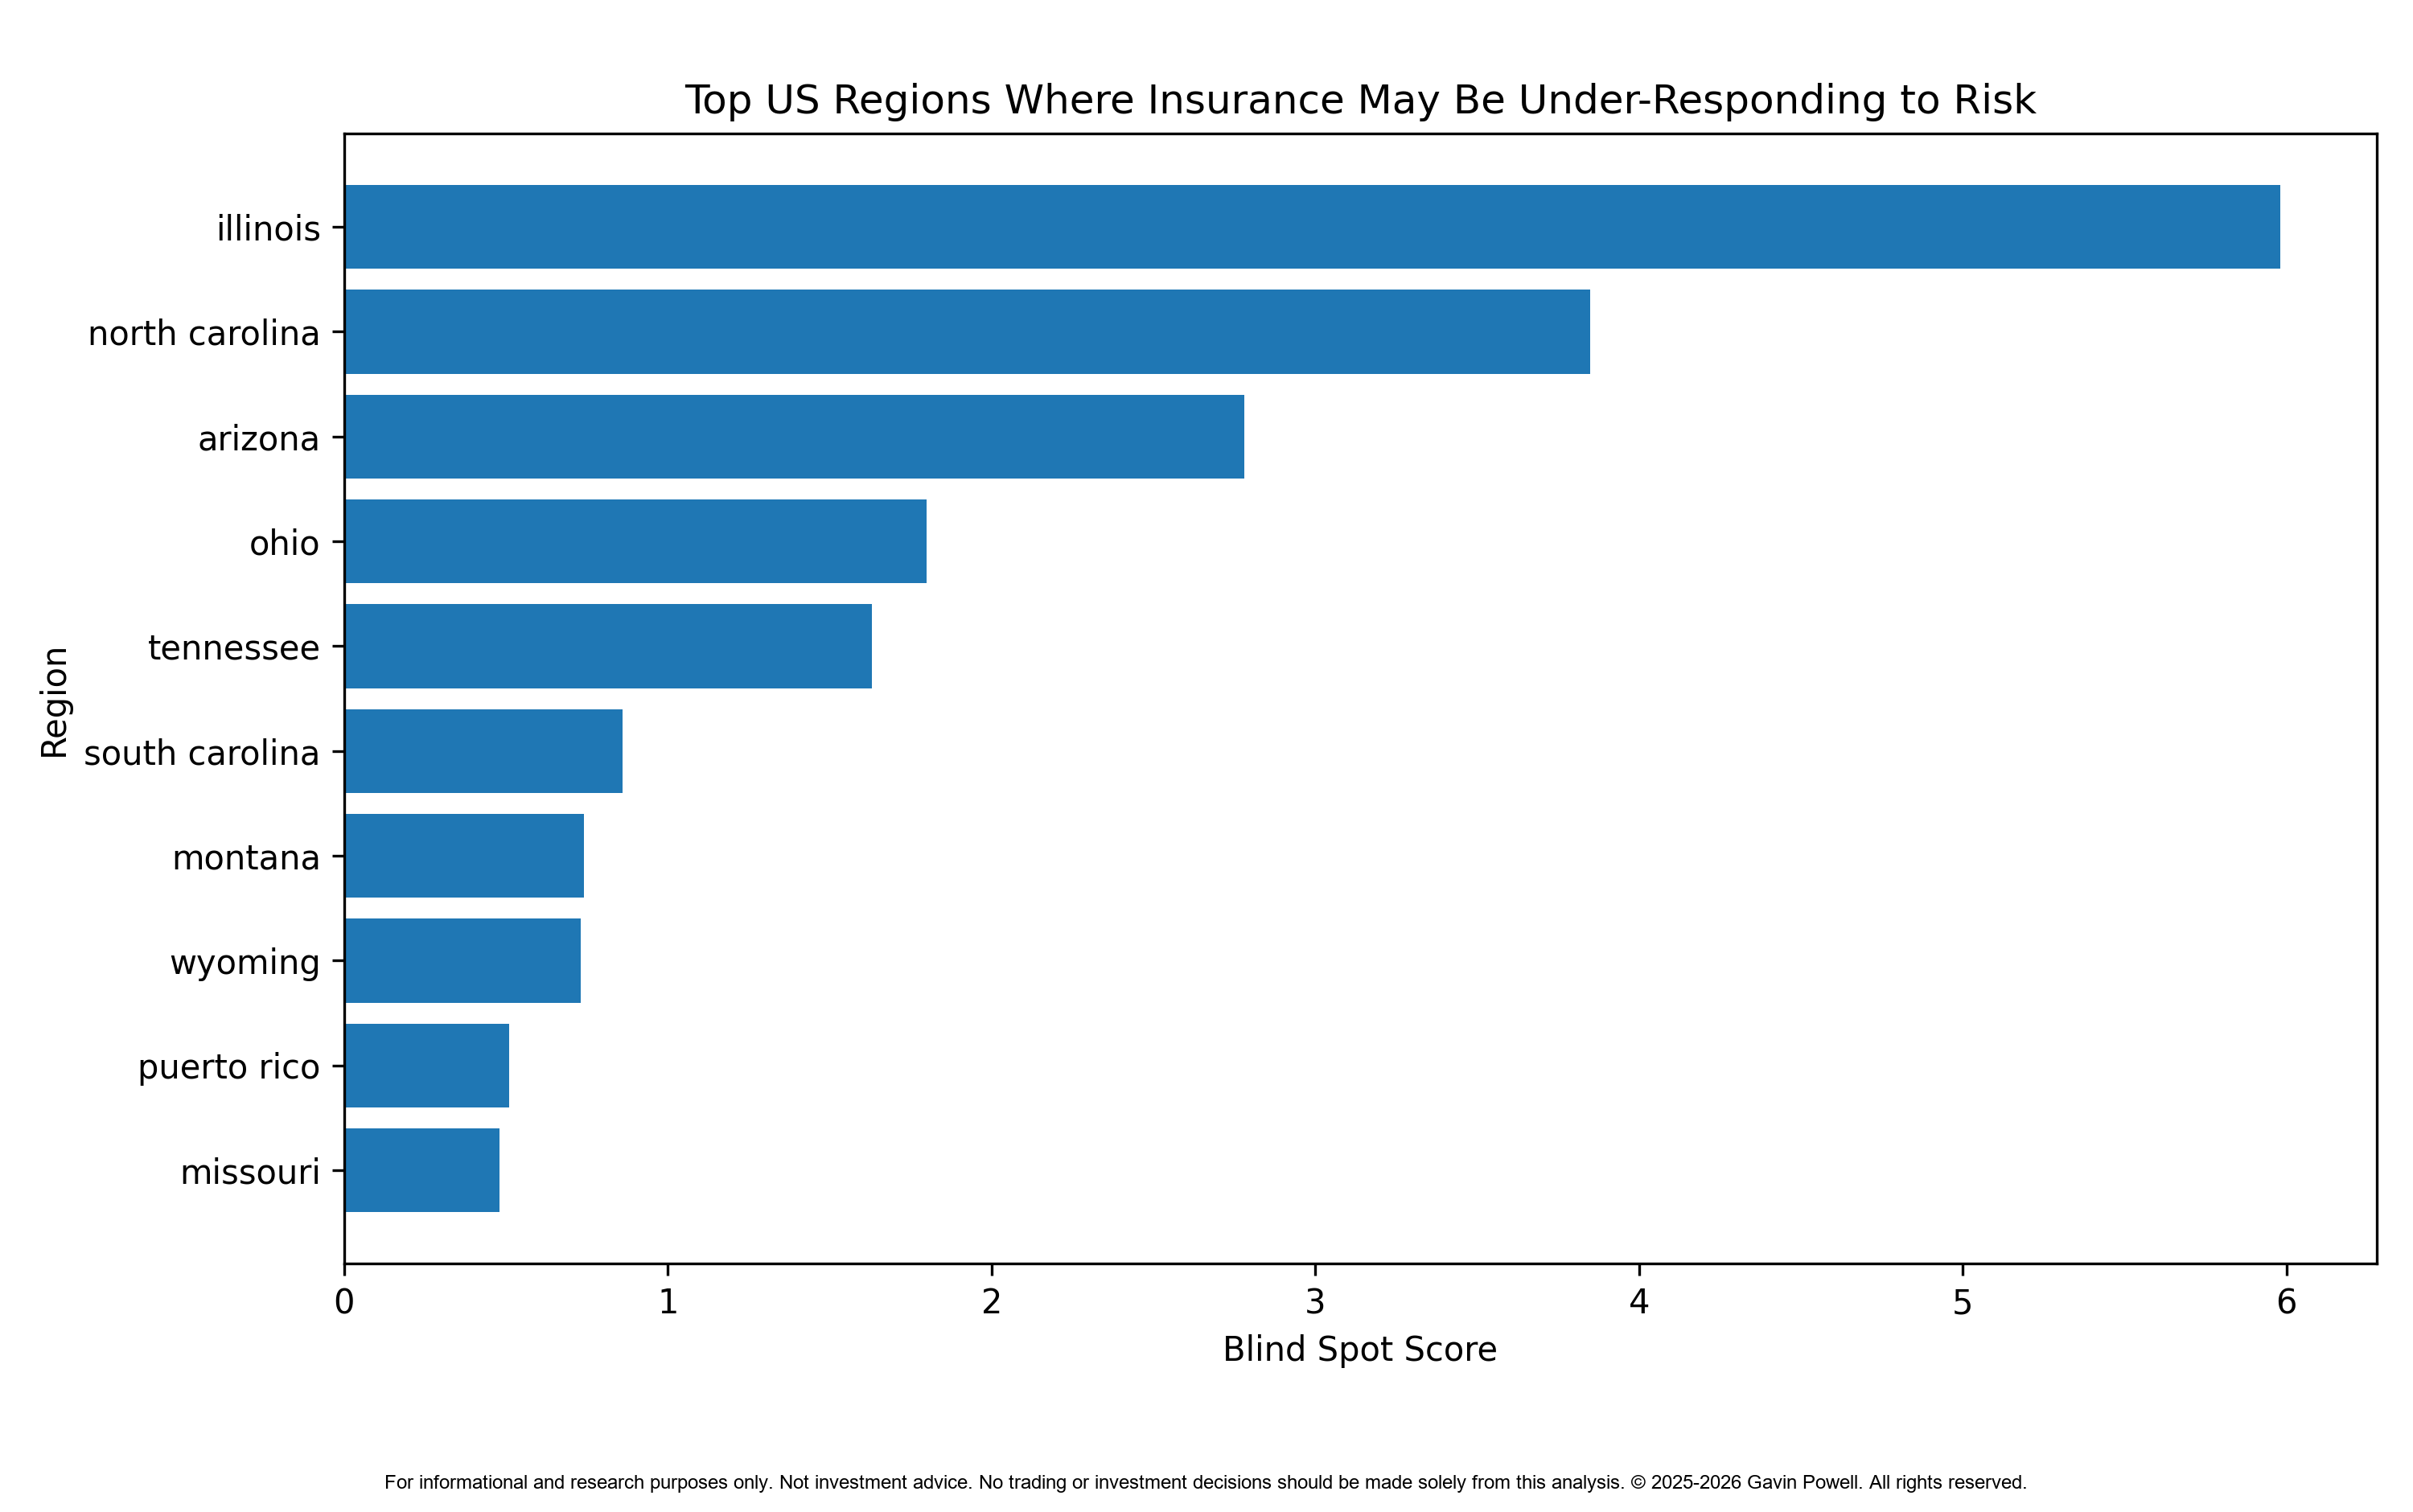 Top US Regions Where Insurance May Be Under-Responding to Risk
Region
illinois
north carolina
arizona
ohio
tennessee
south carolina
montana
wyoming
puerto rico
missouri
0 1 2 3 4 5 6
Blind Spot Score
For informational and research purposes only. Not investment advice. No trading or investment decisions should be made solely from this analysis. © 2025-2026 Gavin Powell. All rights reserved.